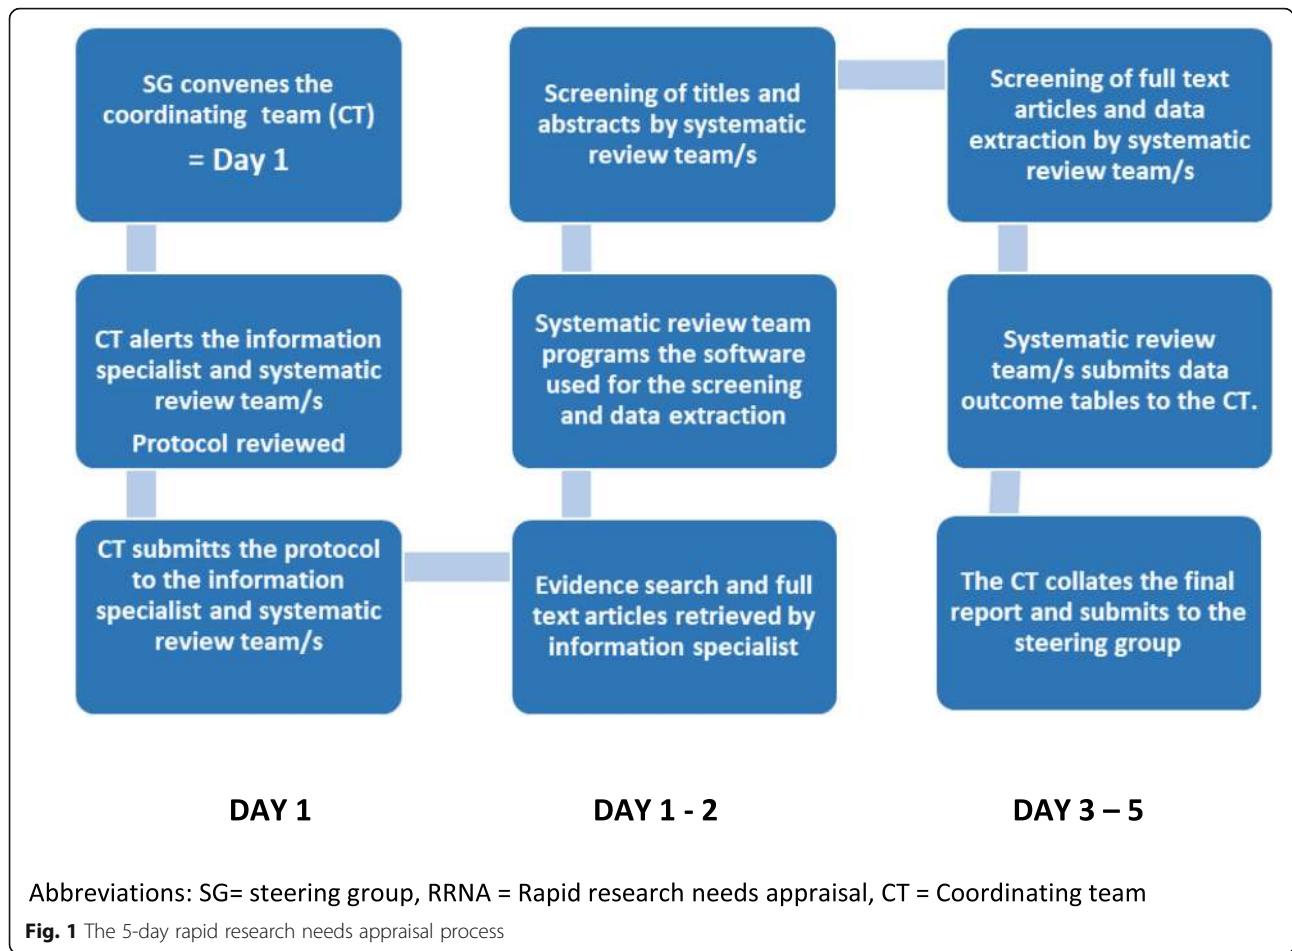 SG convenes the
coordinating team (CT)
= Day 1
CT alerts the information
specialist and systematic
review team/s
Protocol reviewed
CT submitts the protocol
to the information
specialist and systematic
review team/s
Evidence search and full
text articles retrieved by
information specialist
Systematic review team
programs the software
used for the screening
and data extraction
Screening of titles and
abstracts by systematic
review team/s
Screening of full text
articles and data
extraction by systematic
review team/s
Systematic review
team/s submits data
outcome tables to the CT.
The CT collates the final
report and submits to the
steering group
DAY 1
DAY 1 - 2
DAY 3 – 5
Abbreviations: SG= steering group, RRNA = Rapid research needs appraisal, CT = Coordinating team
Fig. 1 The 5-day rapid research needs appraisal process